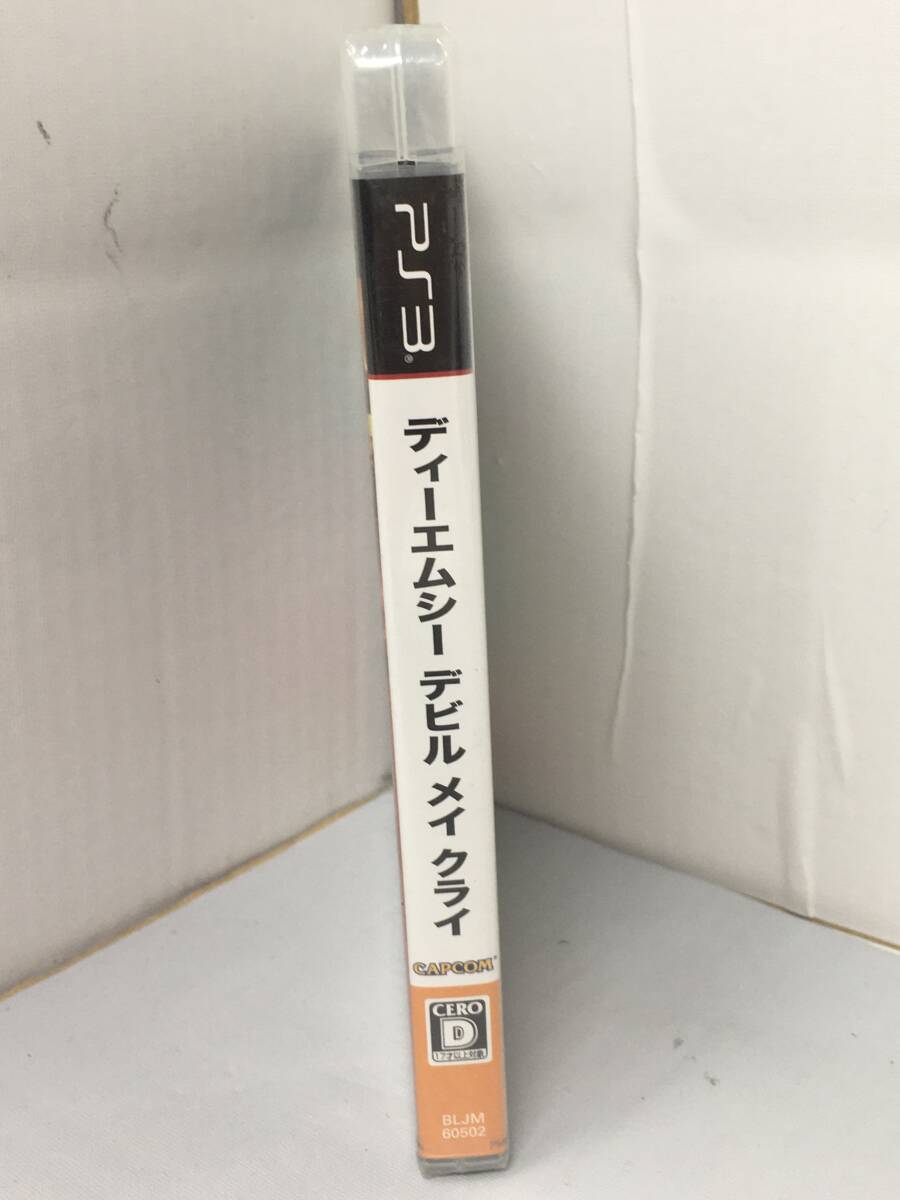 PS3®
ディーエムシー デビル メイ クライ
CAPCOM®
CERO
D
17才以上対象
BLJM
60502